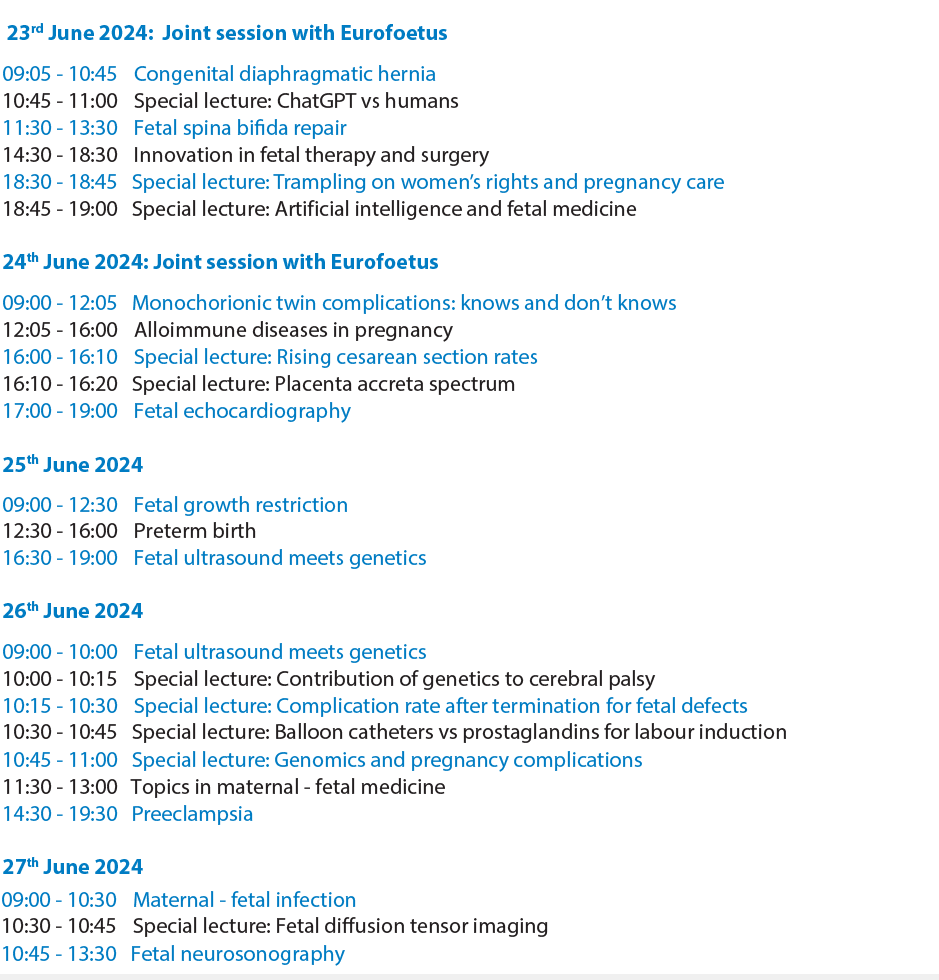 23rd June 2024: Joint session with Eurofoetus
09:05 - 10:45 Congenital diaphragmatic hernia
10:45 - 11:00 Special lecture: ChatGPT vs humans
11:30 - 13:30 Fetal spina bifida repair
14:30 - 18:30 Innovation in fetal therapy and surgery
18:30 - 18:45 Special lecture: Trampling on women’s rights and pregnancy care
18:45 - 19:00 Special lecture: Artificial intelligence and fetal medicine
24th June 2024: Joint session with Eurofoetus
09:00 - 12:05 Monochorionic twin complications: knows and don’t knows
12:05 - 16:00 Alloimmune diseases in pregnancy
16:00 - 16:10 Special lecture: Rising cesarean section rates
16:10 - 16:20 Special lecture: Placenta accreta spectrum
17:00 - 19:00 Fetal echocardiography
25th June 2024
09:00 - 12:30 Fetal growth restriction
12:30 - 16:00 Preterm birth
16:30 - 19:00 Fetal ultrasound meets genetics
26th June 2024
09:00 - 10:00 Fetal ultrasound meets genetics
10:00 - 10:15 Special lecture: Contribution of genetics to cerebral palsy
10:15 - 10:30 Special lecture: Complication rate after termination for fetal defects
10:30 - 10:45 Special lecture: Balloon catheters vs prostaglandins for labour induction
10:45 - 11:00 Special lecture: Genomics and pregnancy complications
11:30 - 13:00 Topics in maternal - fetal medicine
14:30 - 19:30 Preeclampsia
27th June 2024
09:00 - 10:30 Maternal - fetal infection
10:30 - 10:45 Special lecture: Fetal diffusion tensor imaging
10:45 - 13:30 Fetal neurosonography